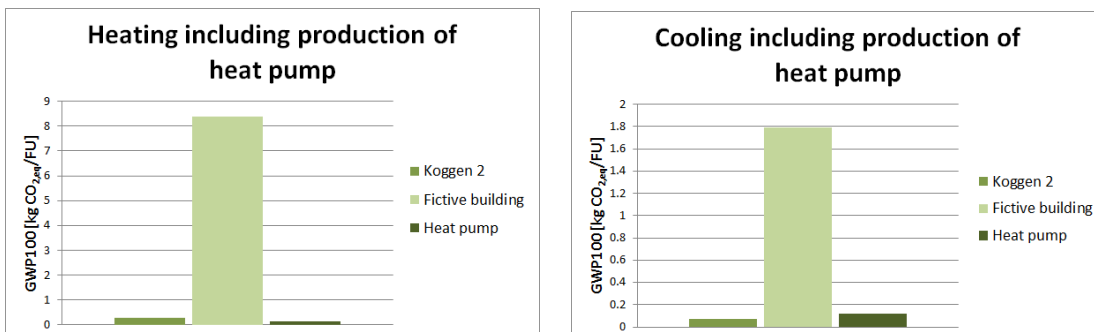 Heating including production of
heat pump
GWP100 [kg CO2,eq/FU]
9
8
7
6
5
4
3
2
1
0
Koggen 2
Fictive building
Heat pump
Cooling including production of
heat pump
GWP100 [kg CO2,eq/FU]
2
1.8
1.6
1.4
1.2
1
0.8
0.6
0.4
0.2
0
Koggen 2
Fictive building
Heat pump